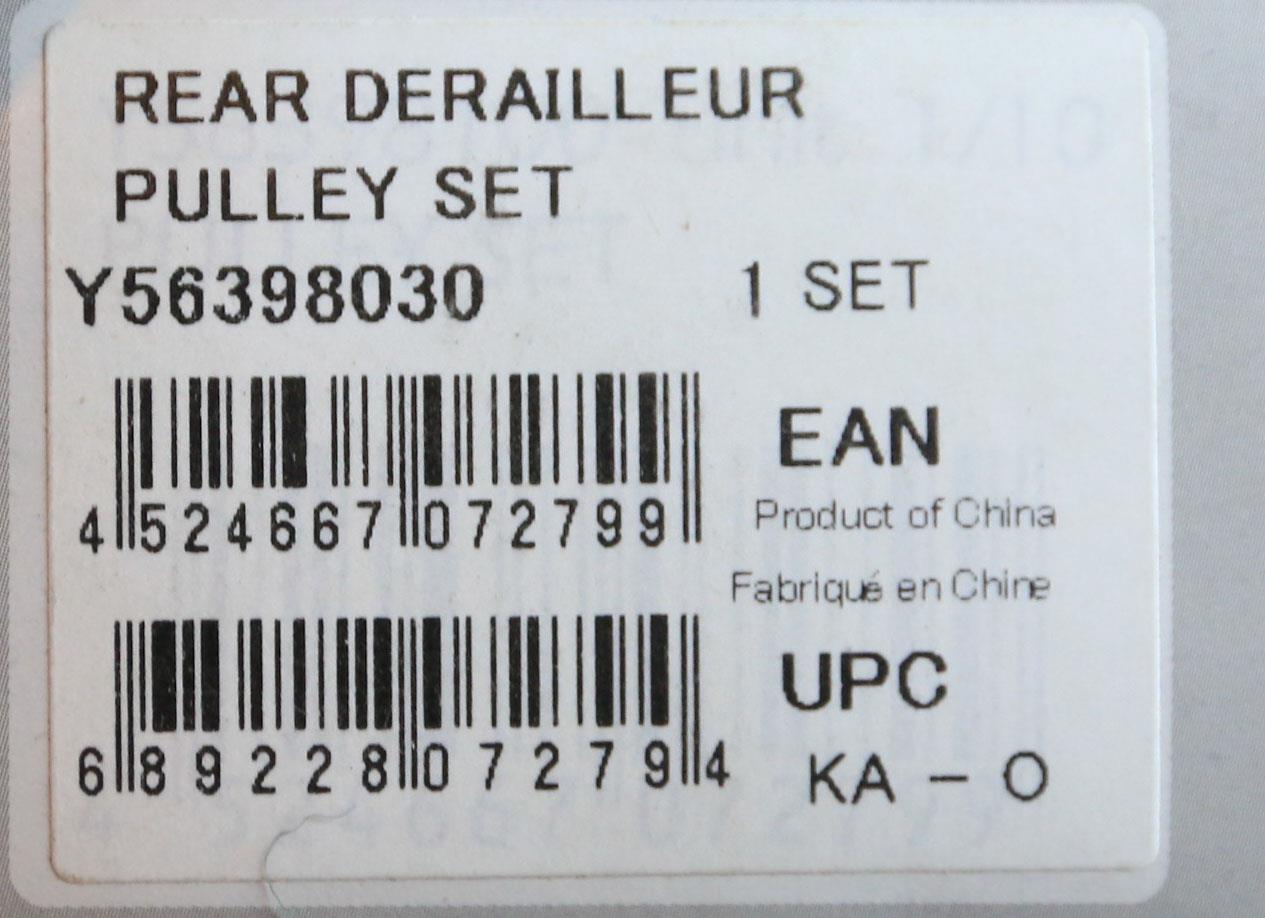 REAR DERAILLEUR
PULLEY SET
Y56398030 1 SET
EAN
4 524667 072799
Product of China
Fabriqué en Chine
UPC
6 89228 07279 4
KA - O